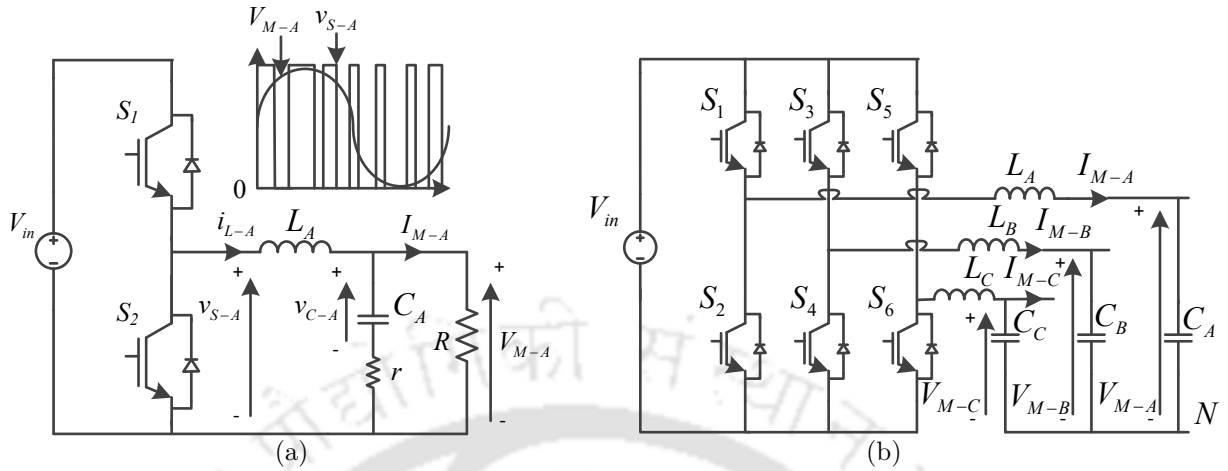 V_{M-A}
v_{S-A}
0
S_1
V_{in}
i_{L-A}
L_A
I_{M-A}
+
+
+
v_{S-A}
v_{C-A}
C_A
R
V_{M-A}
S_2
-
r
-
-
(a)
S_1
S_3
S_5
V_{in}
L_A
I_{M-A}
+
L_B
I_{M-B}
+
L_C
I_{M-C}
+
S_2
S_4
S_6
C_C
C_B
C_A
V_{M-C}
V_{M-B}
V_{M-A}
-
-
-
N
(b)